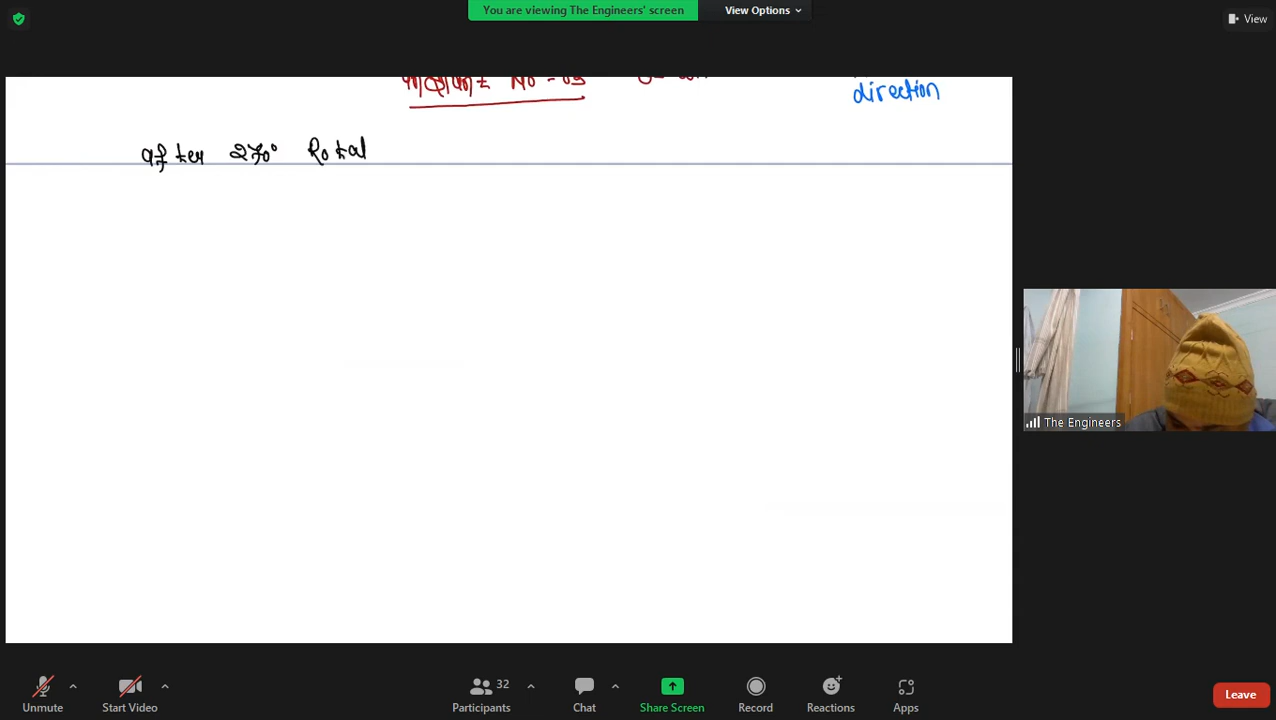 You are viewing The Engineers' screen
View Options
View
direction
after 270° Rotat
The Engineers
Unmute
Start Video
32
Participants
Chat
Share Screen
Record
Reactions
Apps
Leave